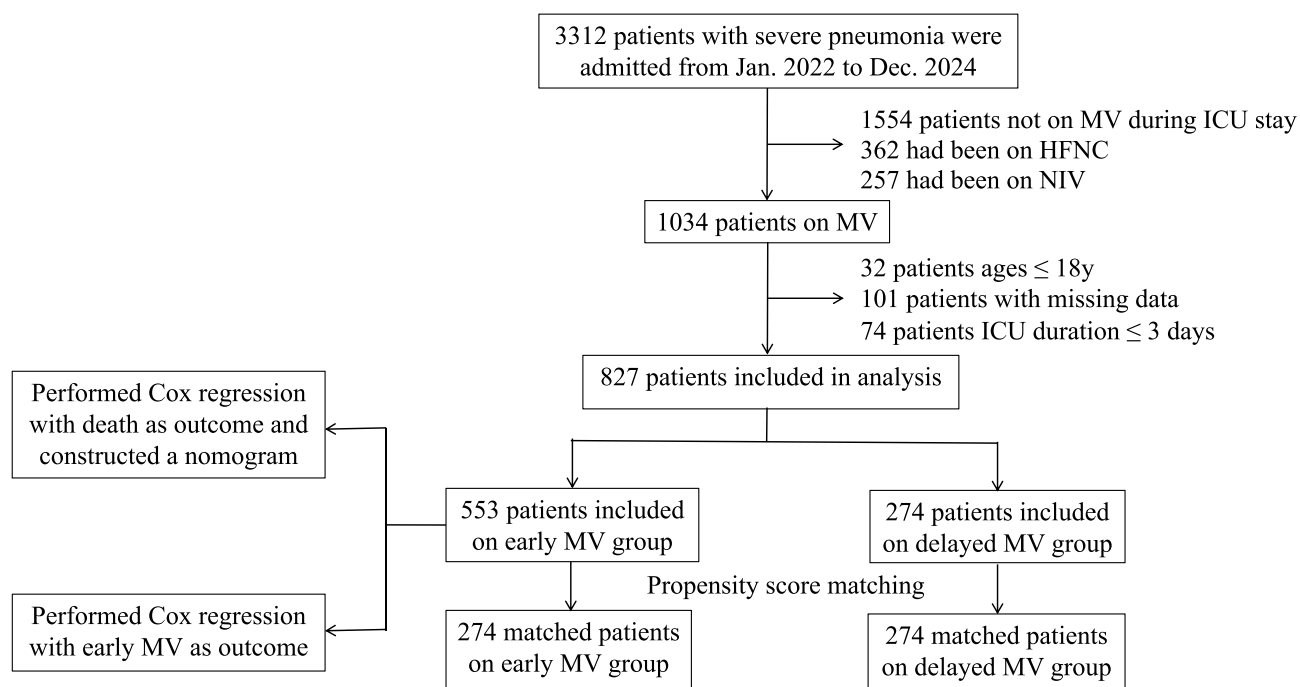 3312 patients with severe pneumonia were
admitted from Jan. 2022 to Dec. 2024
1554 patients not on MV during ICU stay
362 had been on HFNC
257 had been on NIV
1034 patients on MV
32 patients ages ≤ 18y
101 patients with missing data
74 patients ICU duration ≤ 3 days
827 patients included in analysis
Performed Cox regression
with death as outcome and
constructed a nomogram
553 patients included
on early MV group
274 patients included
on delayed MV group
Propensity score matching
Performed Cox regression
with early MV as outcome
274 matched patients
on early MV group
274 matched patients
on delayed MV group